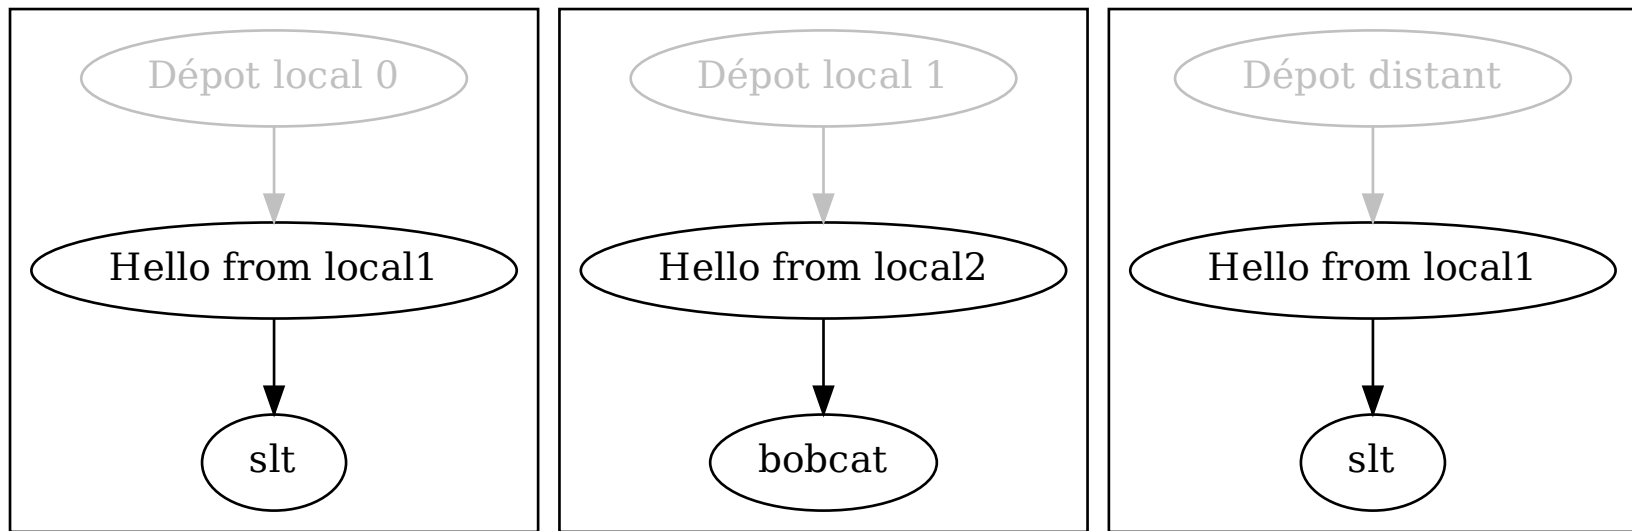 Dépot local 0
Hello from local1
slt
Dépot local 1
Hello from local2
bobcat
Dépot distant
Hello from local1
slt